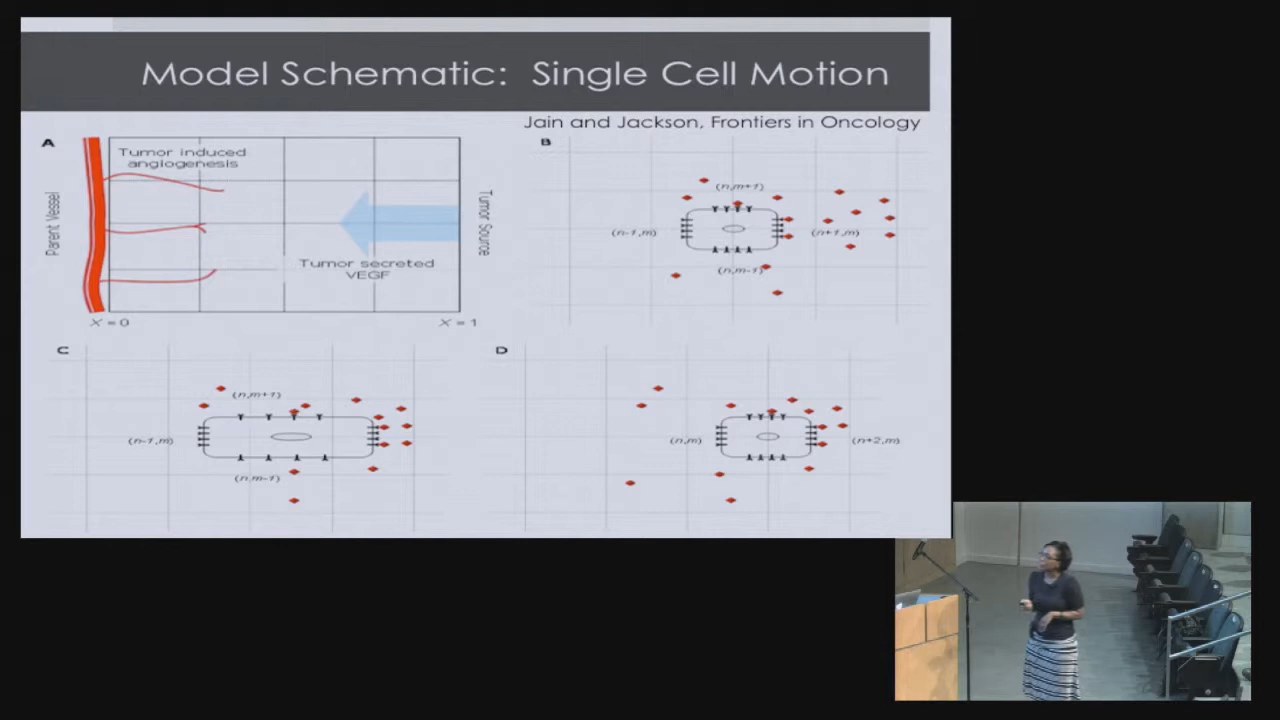 Model Schematic: Single Cell Motion
Jain and Jackson, Frontiers in Oncology
A
Tumor induced
angiogenesis
Parent Vessel
Tumor Source
Tumor secreted
VEGF
X = 0
X = 1
B
(n,m+1)
(n-1,m)
(n+1,m)
(n,m-1)
C
(n,m+1)
(n-1,m)
(n,m-1)
D
(n,m)
(n+2,m)